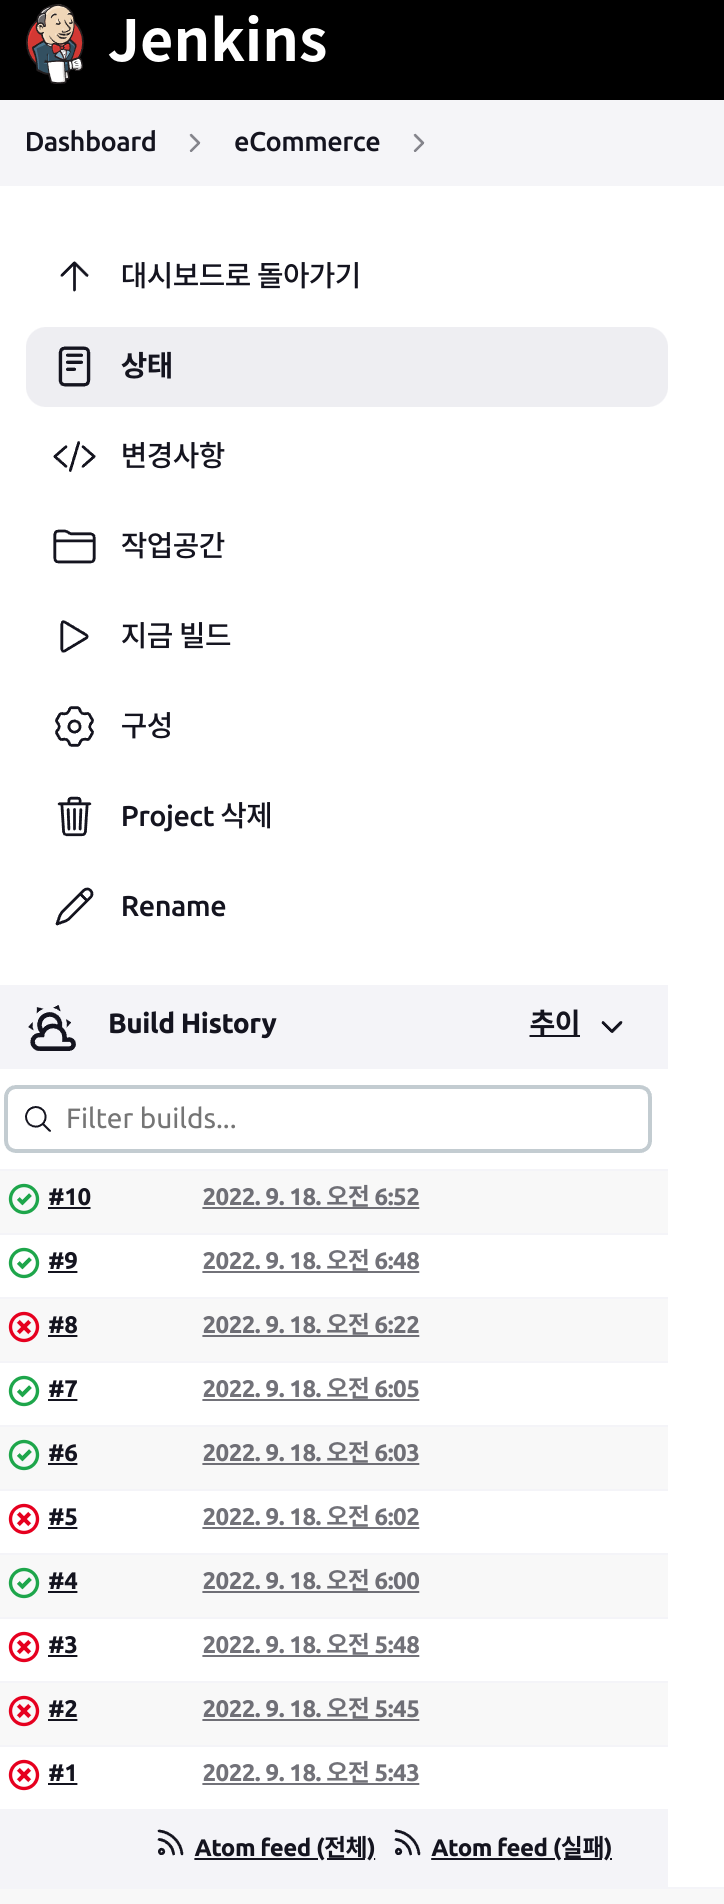 Jenkins
Dashboard > eCommerce >
대시보드로 돌아가기
상태
변경사항
작업공간
지금 빌드
구성
Project 삭제
Rename
Build History 추이
Filter builds...
#10 2022. 9. 18. 오전 6:52
#9 2022. 9. 18. 오전 6:48
#8 2022. 9. 18. 오전 6:22
#7 2022. 9. 18. 오전 6:05
#6 2022. 9. 18. 오전 6:03
#5 2022. 9. 18. 오전 6:02
#4 2022. 9. 18. 오전 6:00
#3 2022. 9. 18. 오전 5:48
#2 2022. 9. 18. 오전 5:45
#1 2022. 9. 18. 오전 5:43
Atom feed (전체) Atom feed (실패)